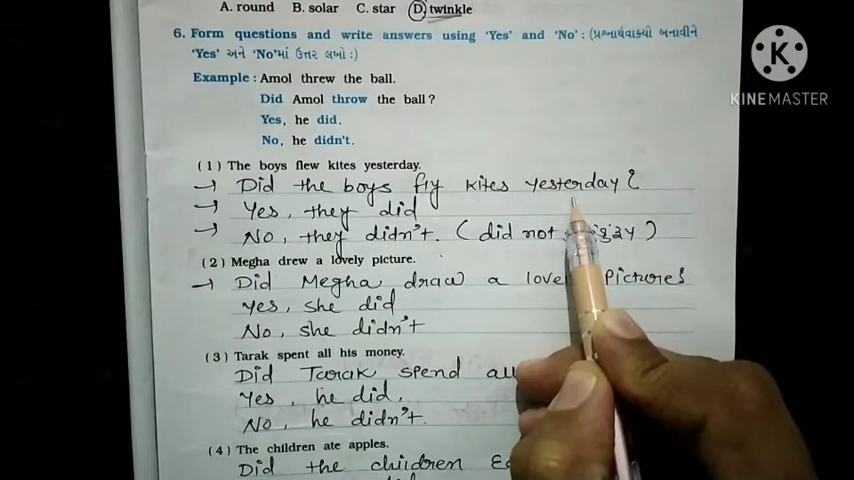 A. round B. solar C. star D. twinkle
6. Form questions and write answers using 'Yes' and 'No' : (પ્રશ્નાર્થવાક્યો બનાવીને
'Yes' અને 'No'માં ઉત્તર લખો :)
Example : Amol threw the ball.
Did Amol throw the ball ?
Yes, he did.
No, he didn't.
(1) The boys flew kites yesterday.
→ Did the boys fly kites yesterday?
→ Yes, they did
→ No, they didn't. (did not
(2) Megha drew a lovely picture.
→ Did Megha draw a
Yes, she did
No, she didn't
(3) Tarak spent all his money.
Did Tarak spend
Yes, he did.
No, he didn't.
(4) The children ate apples.
Did the children
K
KINEMASTER